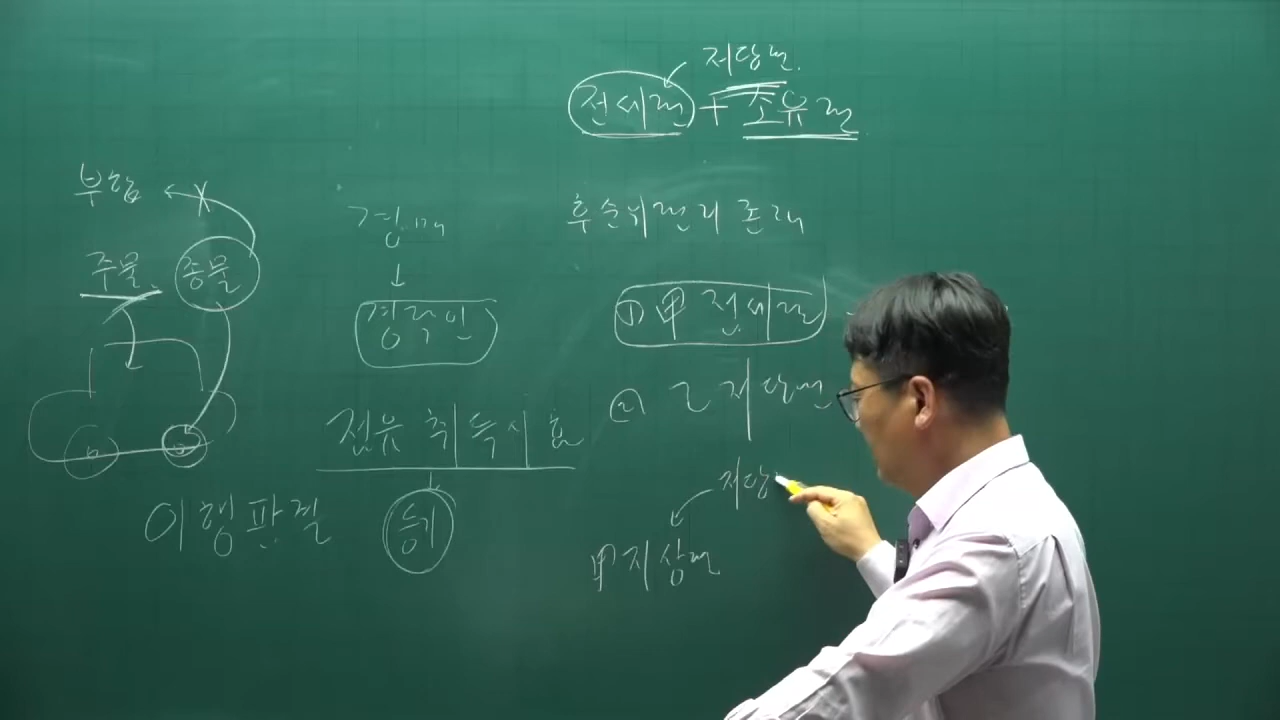 저당권.
전세권 + 소유권
부합
경매
후순위권리 존재
주물 종물
경락인
① 甲 전세권
② 乙 저당권
점유 취득시효
이행판결
등기
저당
甲 지상권